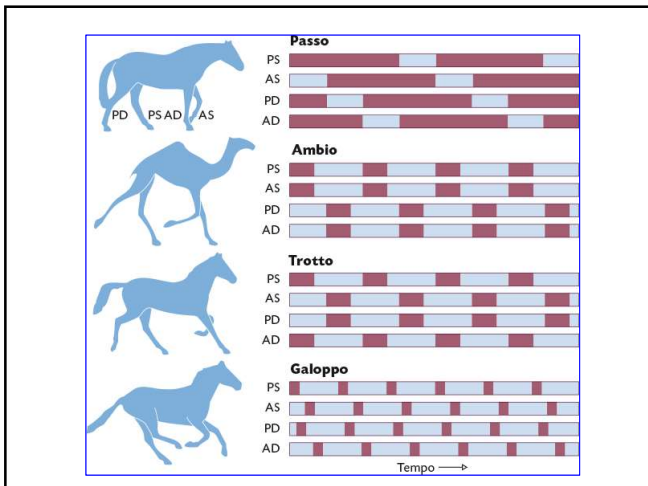 Passo
PS
AS
PD
AD
PD PS AD AS
Ambio
PS
AS
PD
AD
Trotto
PS
AS
PD
AD
Galoppo
PS
AS
PD
AD
Tempo →